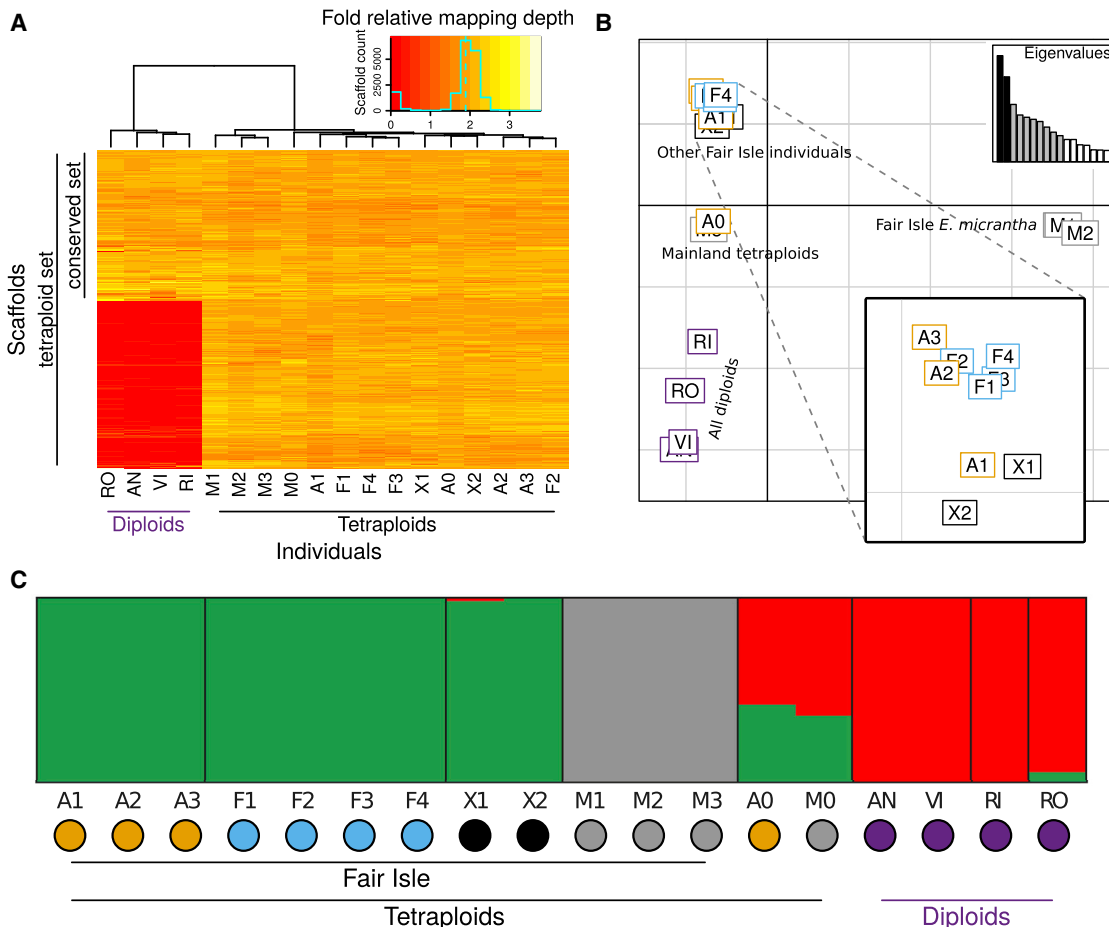 A
Fold relative mapping depth
Scaffold count
0 2500 5000
0 1 2 3
Scaffolds
tetraploid set
conserved set
RO AN VI RI M1 M2 M3 M0 A1 F1 F4 F3 X1 A0 X2 A2 A3 F2
Diploids
Tetraploids
Individuals
B
Eigenvalues
F4
A1
X2
Other Fair Isle individuals
A0
Mainland tetraploids
Fair Isle E. micrantha
M2
RI
RO
VI
All diploids
A3
F2
F4
A2
F3
F1
A1
X1
X2
C
A1 A2 A3 F1 F2 F3 F4 X1 X2 M1 M2 M3 A0 M0 AN VI RI RO
Fair Isle
Tetraploids
Diploids